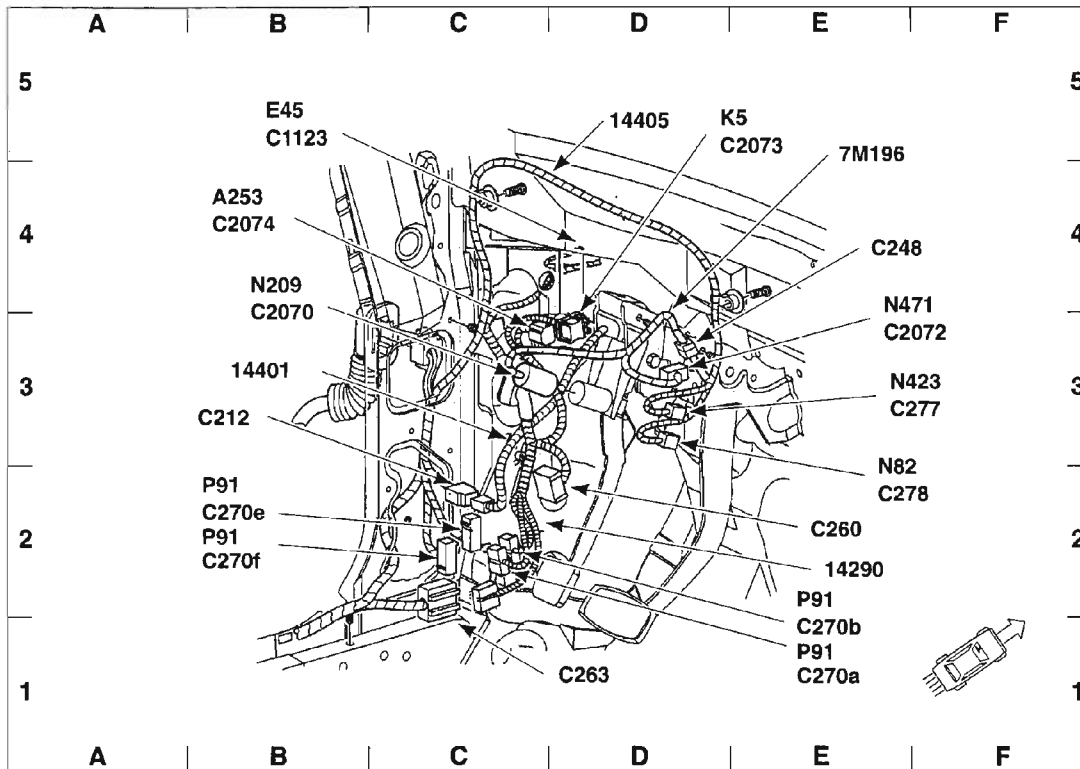 A B C D E F
5 5
E45
C1123
14405
K5
C2073
7M196
A253
C2074
4 4
C248
N209
C2070
N471
C2072
14401
3 3
N423
C277
C212
N82
C278
P91
C270e
C260
P91
C270f
2 2
14290
P91
C270b
P91
C270a
C263
1 1
A B C D E F